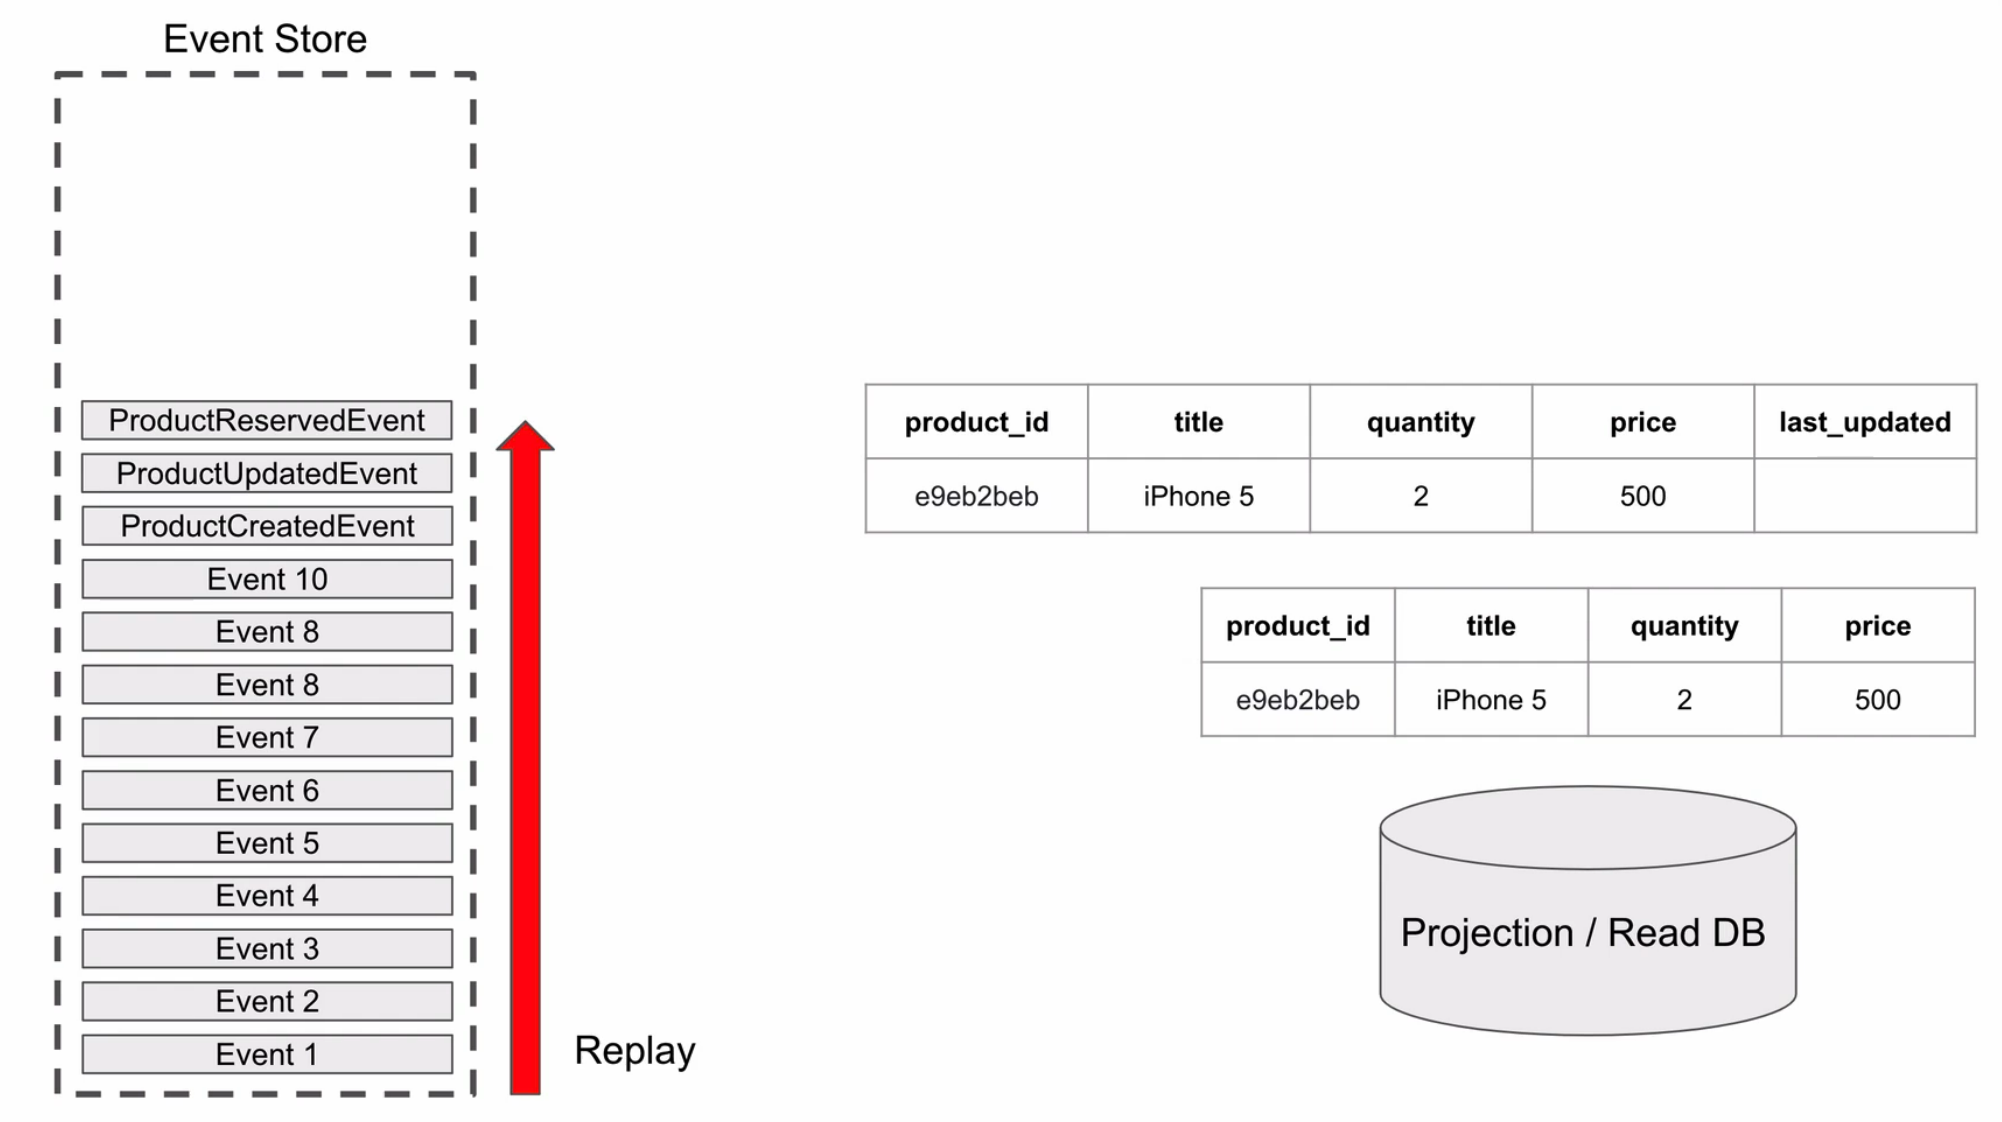 Event Store
ProductReservedEvent
ProductUpdatedEvent
ProductCreatedEvent
Event 10
Event 8
Event 8
Event 7
Event 6
Event 5
Event 4
Event 3
Event 2
Event 1
Replay
product_id title quantity price last_updated
e9eb2beb iPhone 5 2 500
product_id title quantity price
e9eb2beb iPhone 5 2 500
Projection / Read DB